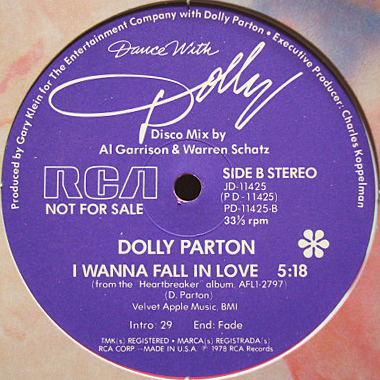 Produced by Gary Klein for The Entertainment Company with Dolly Parton • Executive Producer: Charles Koppelman
Dance With
Dolly
Disco Mix by
Al Garrison & Warren Schatz
RCA
NOT FOR SALE
SIDE B STEREO
JD-11425
(PD-11425)
PD-11425-B
33⅓ rpm
DOLLY PARTON
I WANNA FALL IN LOVE 5:18
(from the "Heartbreaker" album, AFL1-2797)
(D. Parton)
Velvet Apple Music, BMI
Intro: 29 End: Fade
TMK(s) REGISTERED • MARCA(s) REGISTRADA(s)
RCA CORP — MADE IN U.S.A. ℗ 1978 RCA Records